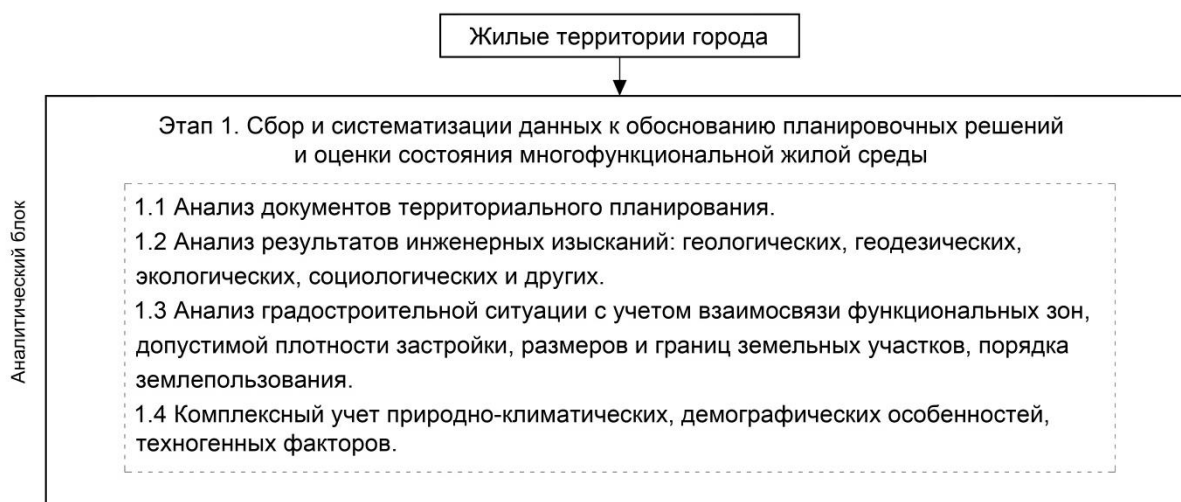 Жилые территории города
Этап 1. Сбор и систематизации данных к обоснованию планировочных решений
и оценки состояния многофункциональной жилой среды
Аналитический блок
1.1 Анализ документов территориального планирования.
1.2 Анализ результатов инженерных изысканий: геологических, геодезических,
экологических, социологических и других.
1.3 Анализ градостроительной ситуации с учетом взаимосвязи функциональных зон,
допустимой плотности застройки, размеров и границ земельных участков, порядка
землепользования.
1.4 Комплексный учет природно-климатических, демографических особенностей,
техногенных факторов.